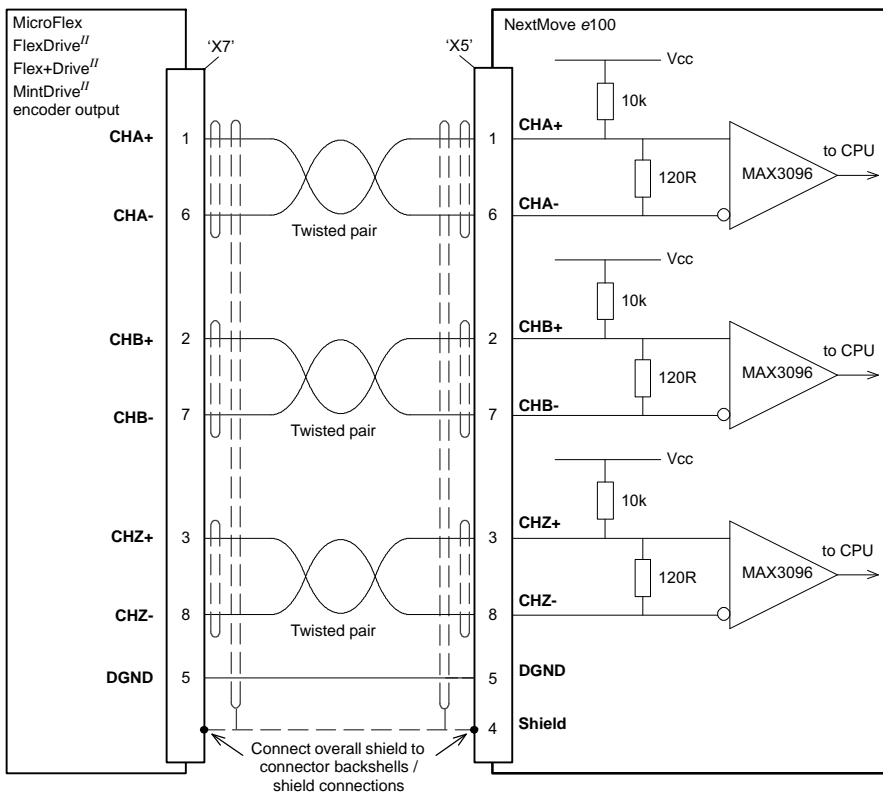 MicroFlex
FlexDrive II
Flex+Drive II
MintDrive II
encoder output
'X7'
'X5'
NextMove e100
CHA+
1
1
CHA+
Vcc
10k
120R
MAX3096
to CPU
CHA-
6
6
CHA-
Twisted pair
CHB+
2
2
CHB+
Vcc
10k
120R
MAX3096
to CPU
CHB-
7
7
CHB-
Twisted pair
CHZ+
3
3
CHZ+
Vcc
10k
120R
MAX3096
to CPU
CHZ-
8
8
CHZ-
Twisted pair
DGND
5
5
DGND
4
Shield
Connect overall shield to
connector backshells /
shield connections